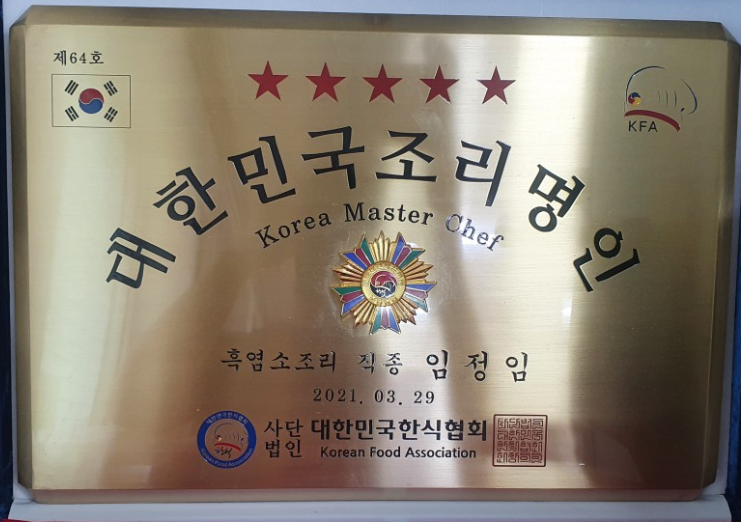 제64호
KFA
대한민국조리명인
Korea Master Chef
흑염소조리 직종 임정임
2021. 03. 29
사단법인 대한민국한식협회
Korean Food Association